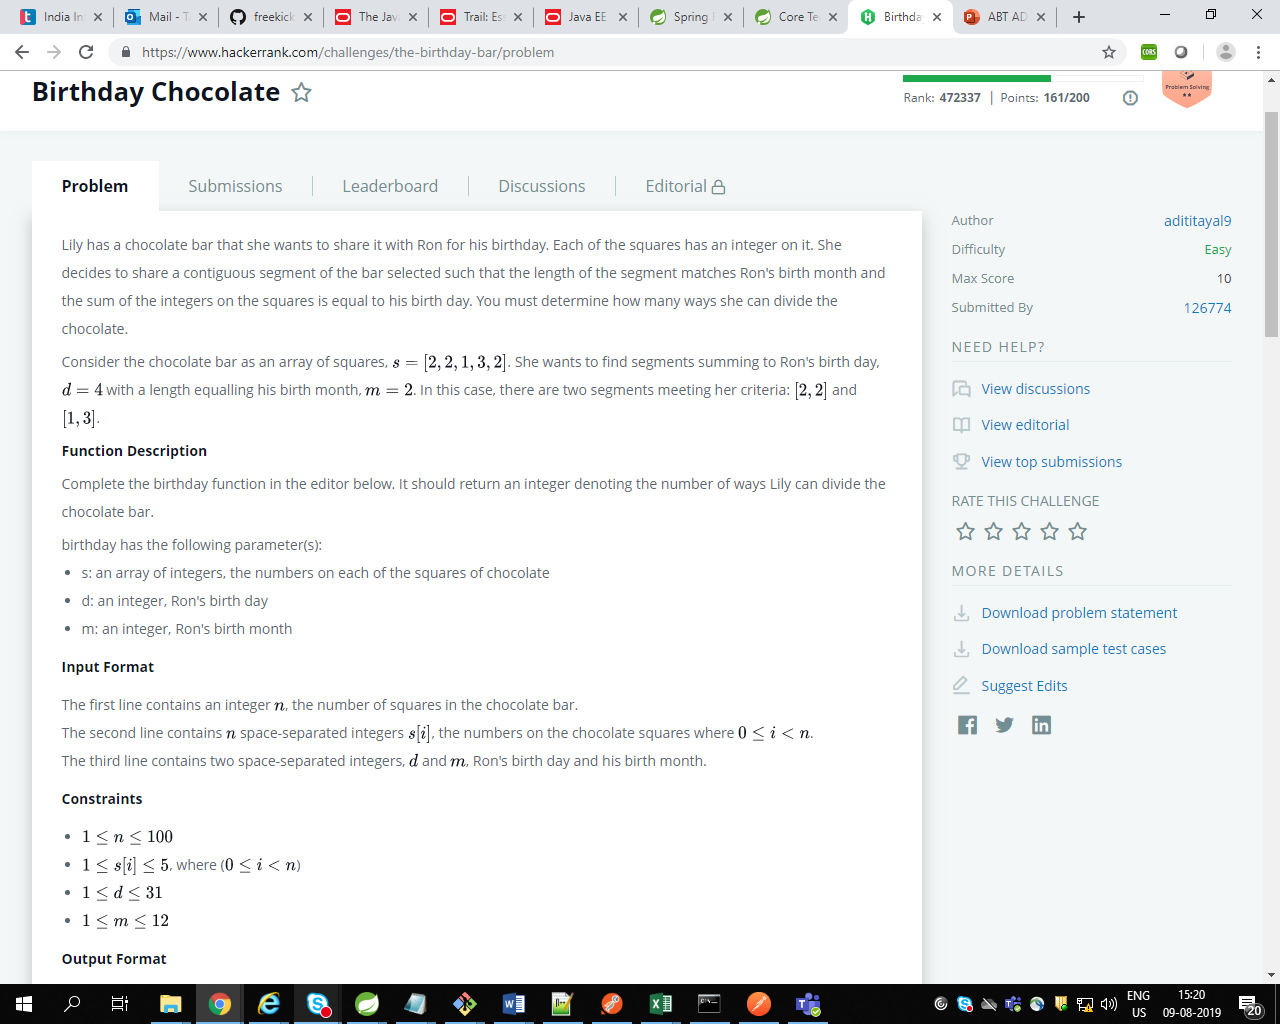 India In
Mail - T
freekick
The Java
Trail: Ess
Java EE
Spring
Core Te
Birthda
ABT AD
https://www.hackerrank.com/challenges/the-birthday-bar/problem
CORS
Birthday Chocolate
Rank: 472337 | Points: 161/200
Problem Solving
Problem
Submissions
Leaderboard
Discussions
Editorial
Lily has a chocolate bar that she wants to share it with Ron for his birthday. Each of the squares has an integer on it. She
decides to share a contiguous segment of the bar selected such that the length of the segment matches Ron's birth month and
the sum of the integers on the squares is equal to his birth day. You must determine how many ways she can divide the
chocolate.
Consider the chocolate bar as an array of squares, s = [2, 2, 1, 3, 2]. She wants to find segments summing to Ron's birth day,
d = 4 with a length equalling his birth month, m = 2. In this case, there are two segments meeting her criteria: [2, 2] and
[1, 3].
Function Description
Complete the birthday function in the editor below. It should return an integer denoting the number of ways Lily can divide the
chocolate bar.
birthday has the following parameter(s):
• s: an array of integers, the numbers on each of the squares of chocolate
• d: an integer, Ron's birth day
• m: an integer, Ron's birth month
Input Format
The first line contains an integer n, the number of squares in the chocolate bar.
The second line contains n space-separated integers s[i], the numbers on the chocolate squares where 0 ≤ i < n.
The third line contains two space-separated integers, d and m, Ron's birth day and his birth month.
Constraints
• 1 ≤ n ≤ 100
• 1 ≤ s[i] ≤ 5, where (0 ≤ i < n)
• 1 ≤ d ≤ 31
• 1 ≤ m ≤ 12
Output Format
Author adititayal9
Difficulty Easy
Max Score 10
Submitted By 126774
NEED HELP?
View discussions
View editorial
View top submissions
RATE THIS CHALLENGE
MORE DETAILS
Download problem statement
Download sample test cases
Suggest Edits
ENG
US
15:20
09-08-2019
20